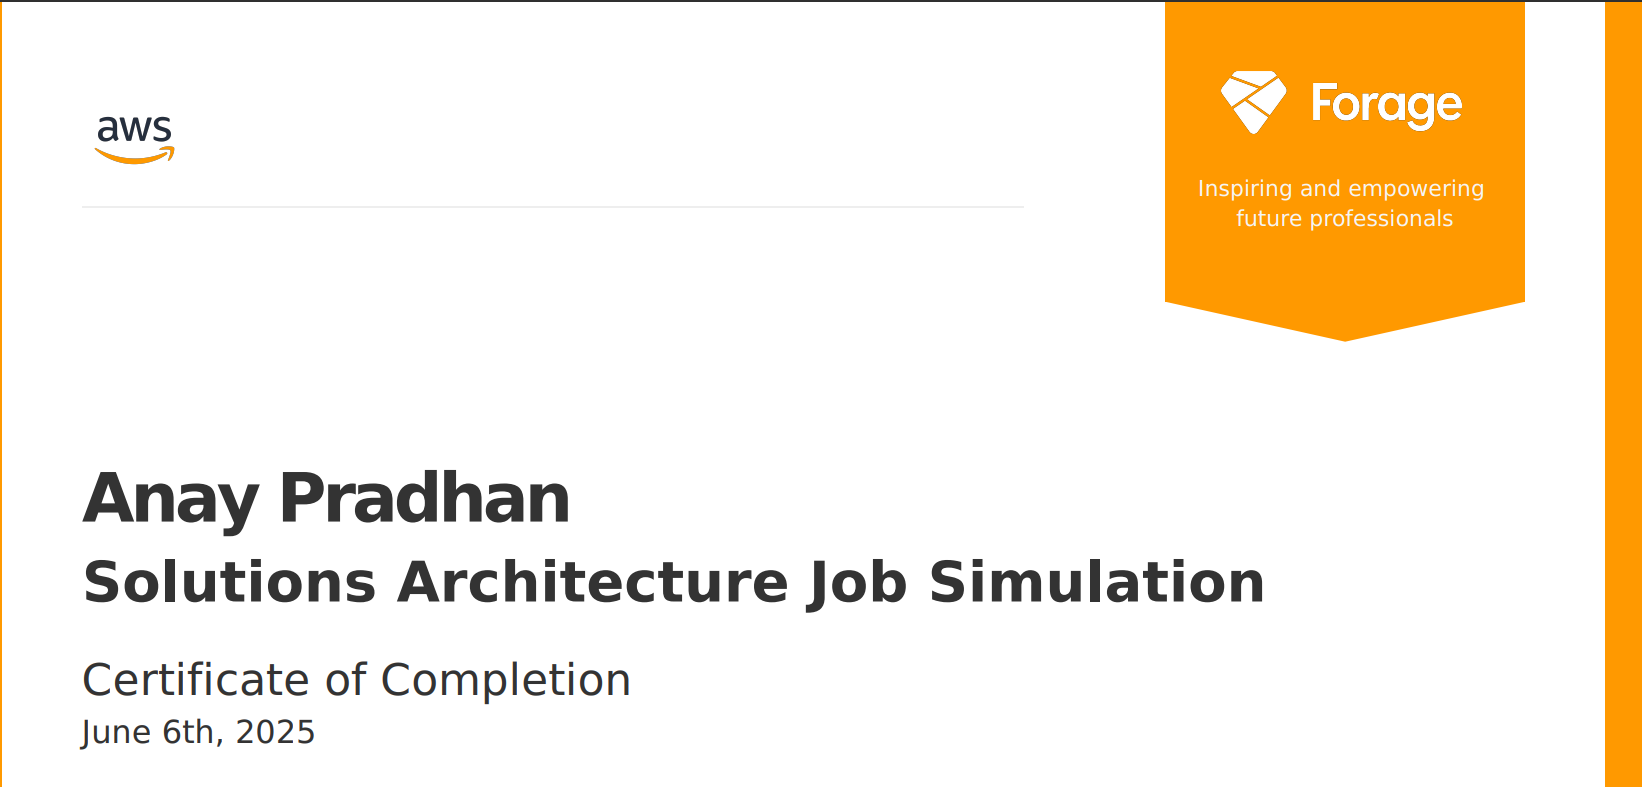 aws
Forage
Inspiring and empowering
future professionals
Anay Pradhan
Solutions Architecture Job Simulation
Certificate of Completion
June 6th, 2025